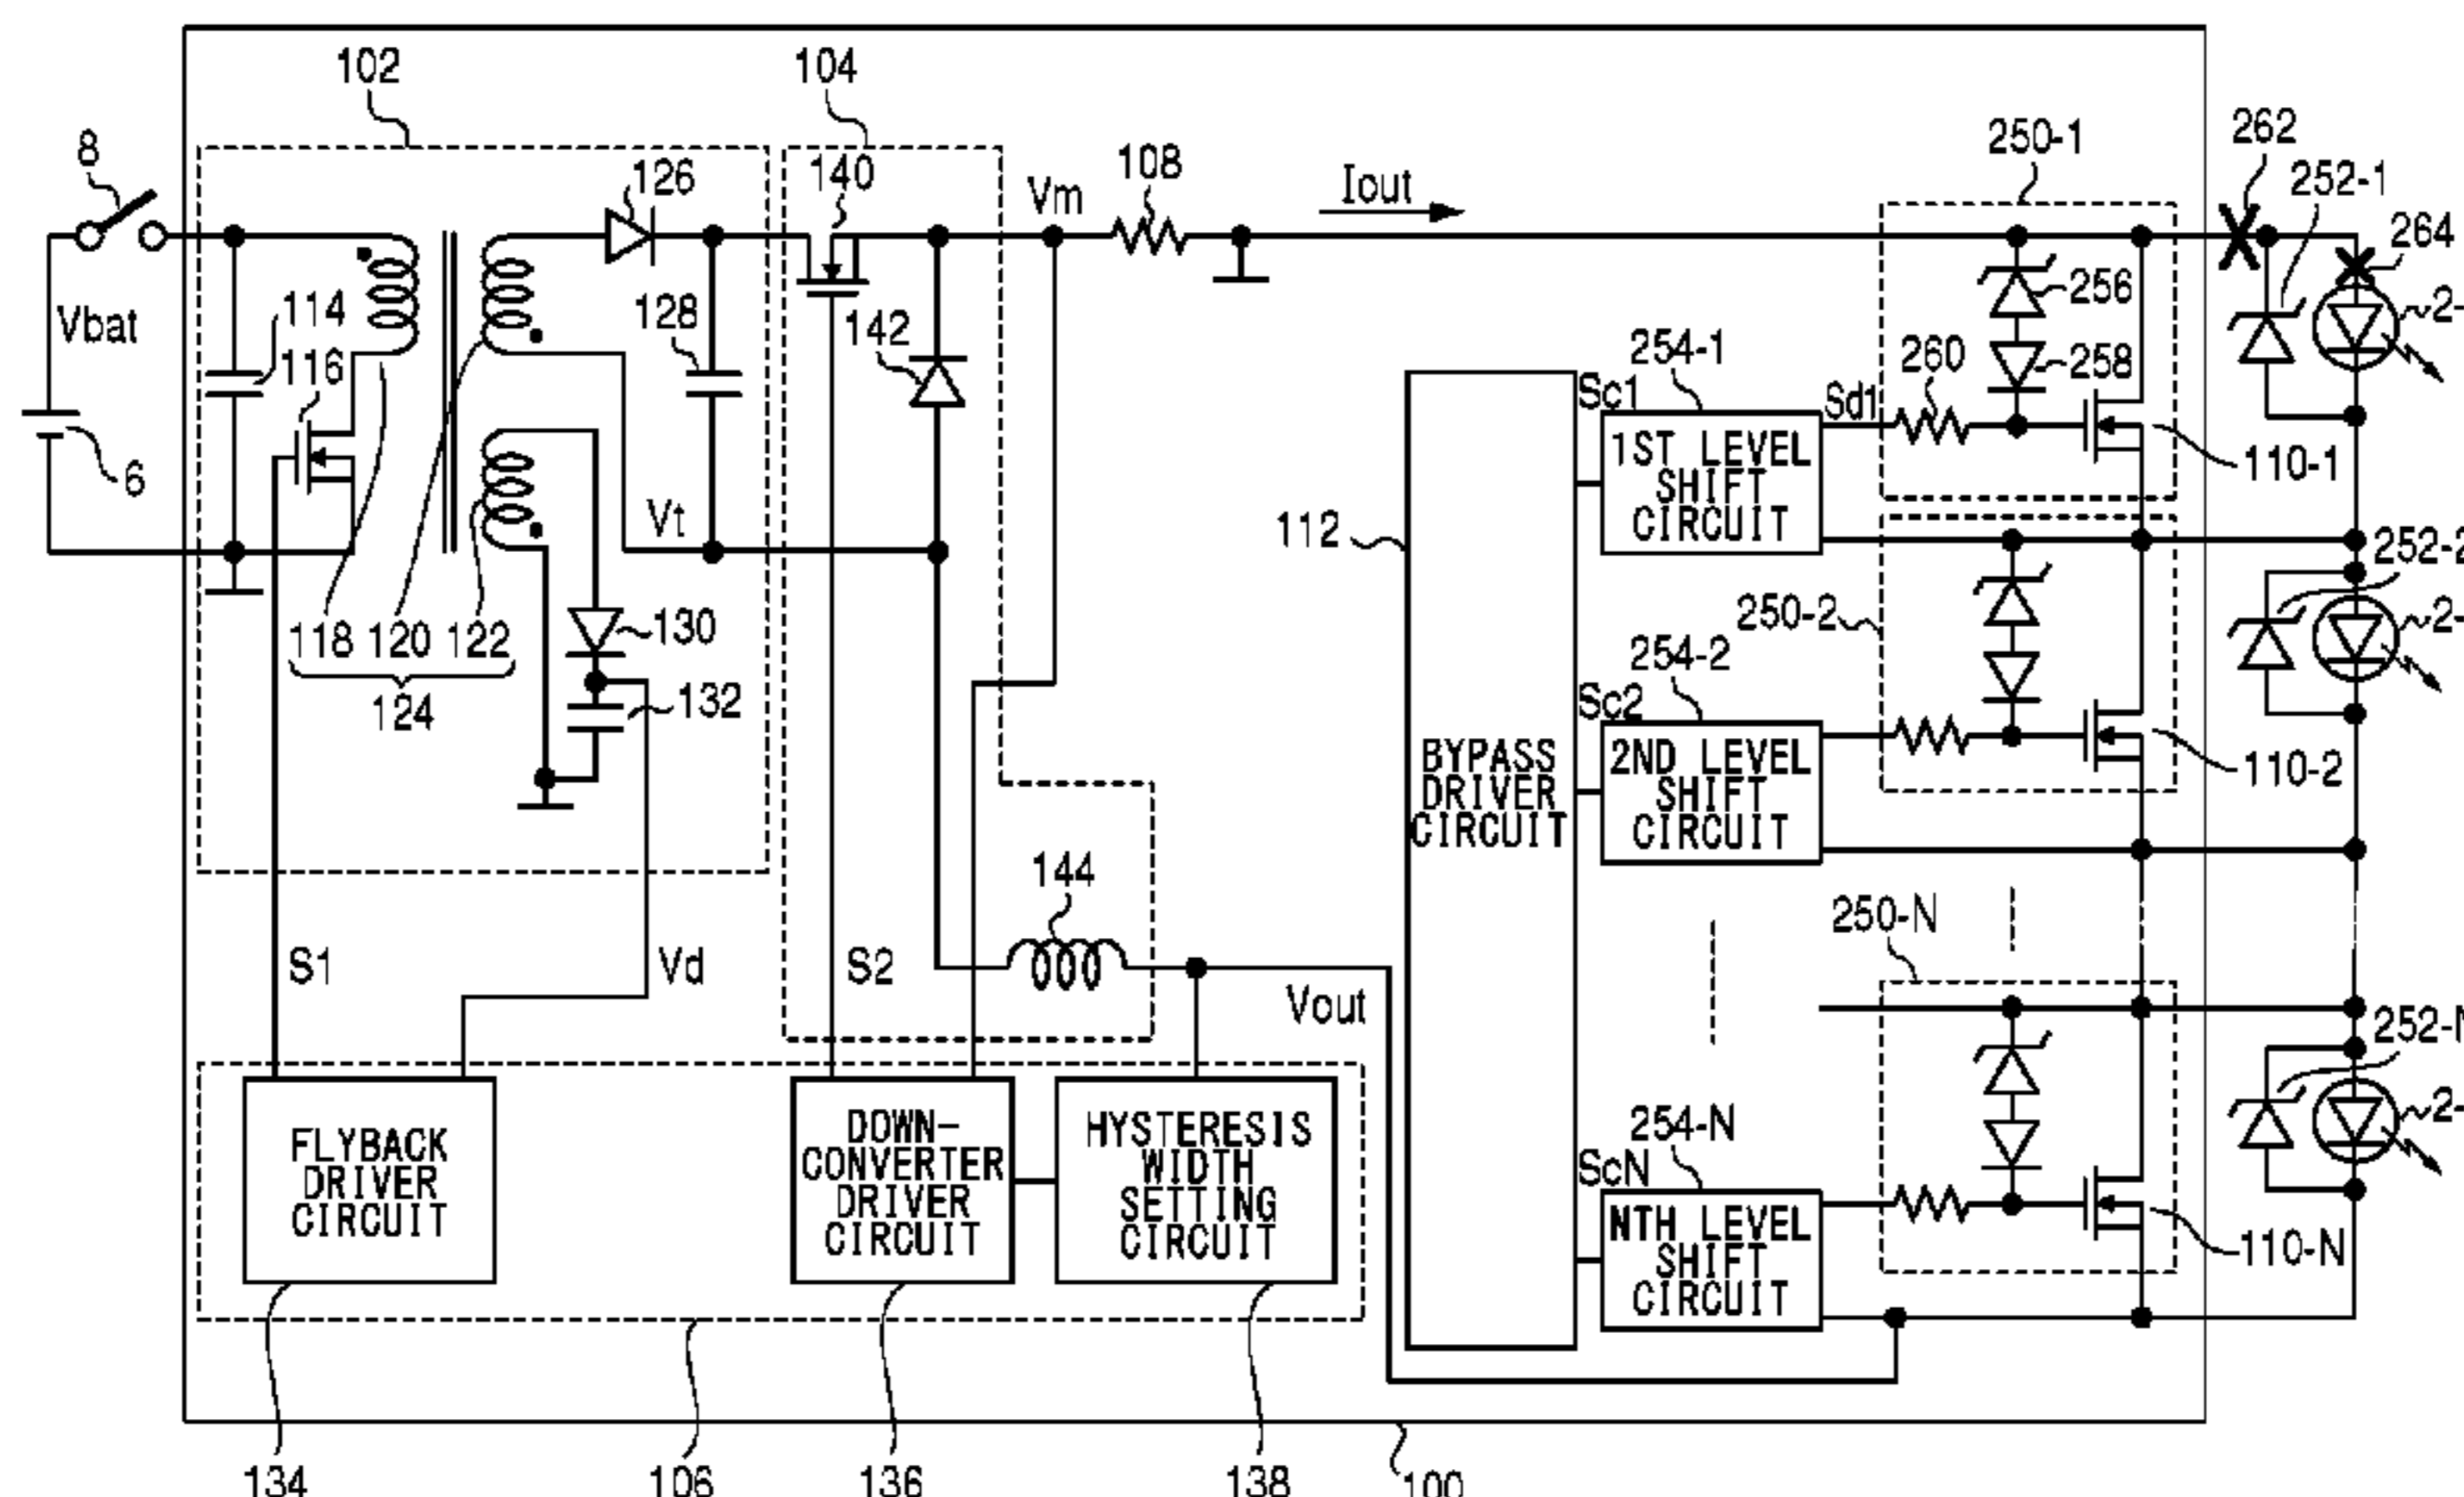 102
104
8
126
140
Vm
108
Iout
250-1
262
252-1
264
Vbat
114
116
128
142
256
258
260
254-1
Sc1
Sd1
1ST LEVEL
SHIFT
CIRCUIT
110-1
2-
6
Vt
112
118 120 122
124
130
132
250-2
252-2
2-
254-2
Sc2
2ND LEVEL
SHIFT
CIRCUIT
110-2
BYPASS
DRIVER
CIRCUIT
144
S1
Vd
S2
Vout
250-N
252-N
2-
254-N
ScN
NTH LEVEL
SHIFT
CIRCUIT
110-N
FLYBACK
DRIVER
CIRCUIT
DOWN-
CONVERTER
DRIVER
CIRCUIT
HYSTERESIS
WIDTH
SETTING
CIRCUIT
134
106
136
138
100